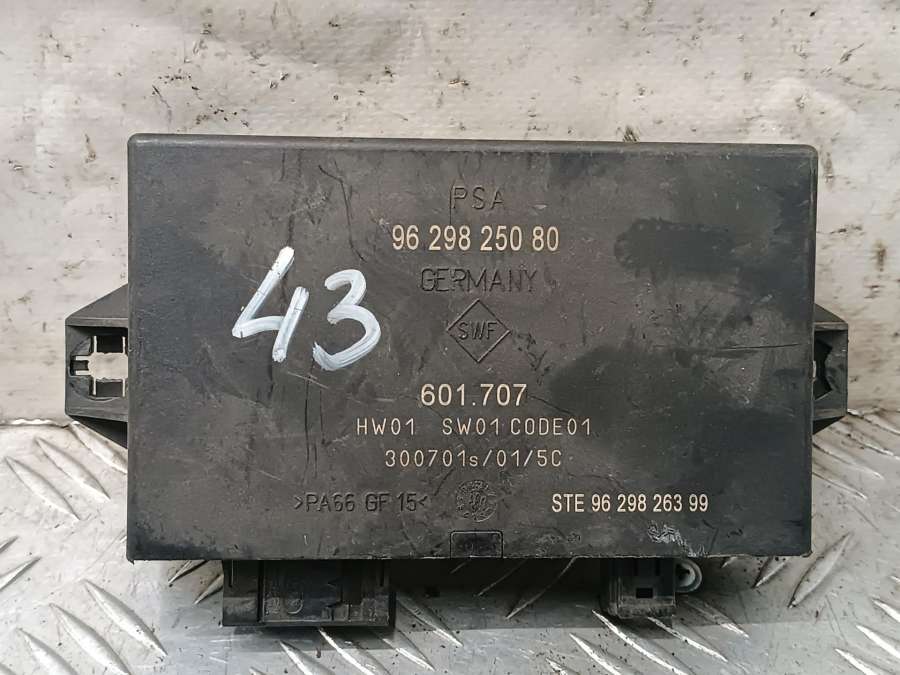 PSA
96 298 250 80
GERMANY
43
SWF
601.707
HW01 SW01 CODE01
300701s/01/5C
>PA66 GF 15<
STE 96 298 263 99